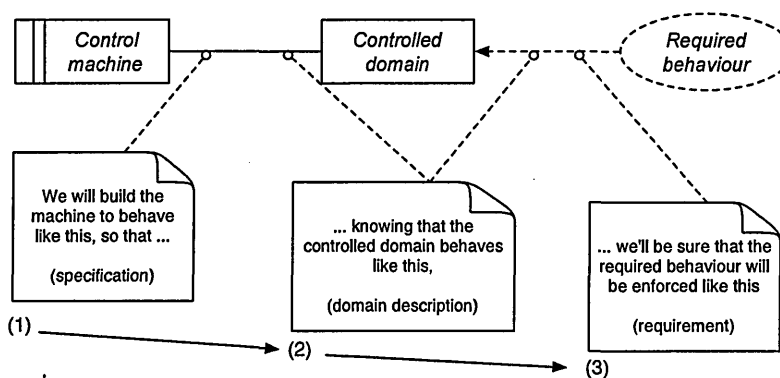 Control
machine
Controlled
domain
Required
behaviour
We will build the
machine to behave
like this, so that ...
(specification)
... knowing that the
controlled domain behaves
like this,
(domain description)
... we'll be sure that the
required behaviour will
be enforced like this
(requirement)
(1)
(2)
(3)